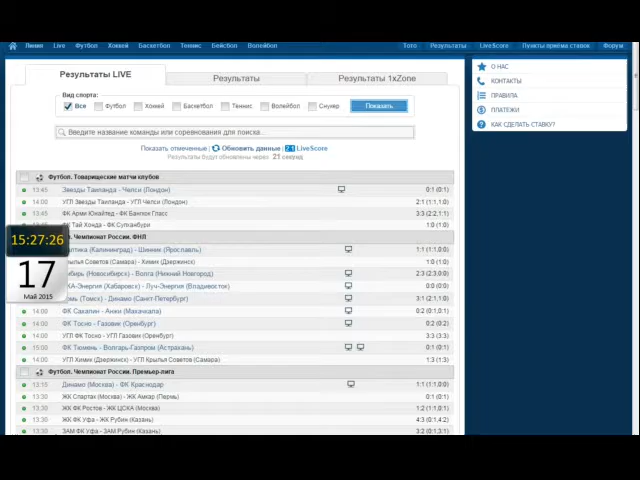 Линия Live Футбол Хоккей Баскетбол Теннис Бейсбол Волейбол Тото Результаты LiveScore Пункты приёма ставок Форум
Результаты LIVE Результаты Результаты 1xZone
Вид спорта:
Все Футбол Хоккей Баскетбол Теннис Волейбол Снукер Показать
Введите название команды или соревнования для поиска...
Показать отмеченные Обновить данные 2:1 LiveScore
Результаты будут обновлены через 21 секунд
О НАС
КОНТАКТЫ
ПРАВИЛА
ПЛАТЕЖИ
КАК СДЕЛАТЬ СТАВКУ?
Футбол. Товарищеские матчи клубов
13:45 Звезды Таиланда - Челси (Лондон) 0:1 (0:1)
14:00 УГЛ Звезды Таиланда - УГЛ Челси (Лондон) 2:1 (1:1,1:0)
13:45 ФК Арми Юнайтед - ФК Бангкок Гласс 3:3 (2:2,1:1)
ФК Тай Хонда - ФК Супханбури 1:0 (1:0)
15:27:26
17
Май 2015
Чемпионат России. ФНЛ
лтика (Калининград) - Шинник (Ярославль) 1:1 (1:1,0:0)
рылья Советов (Самара) - Химик (Дзержинск) 1:0 (1:0)
бирь (Новосибирск) - Волга (Нижний Новгород) 2:3 (2:3,0:0)
КА-Энергия (Хабаровск) - Луч-Энергия (Владивосток) 0:0 (0:0)
омь (Томск) - Динамо (Санкт-Петербург) 3:1 (2:1,1:0)
14:00 ФК Сахалин - Анжи (Махачкала) 0:2 (0:1,0:1)
14:00 ФК Тосно - Газовик (Оренбург) 0:2 (0:2)
14:00 УГЛ ФК Тосно - УГЛ Газовик (Оренбург) 3:3 (3:3)
15:00 ФК Тюмень - Волгарь-Газпром (Астрахань) 0:1 (0:1)
14:00 УГЛ Химик (Дзержинск) - УГЛ Крылья Советов (Самара) 1:3 (1:3)
Футбол. Чемпионат России. Премьер-лига
13:15 Динамо (Москва) - ФК Краснодар 1:1 (1:1,0:0)
13:30 ЖК Спартак (Москва) - ЖК Амкар (Пермь) 0:1 (0:1)
13:30 ЖК ФК Ростов - ЖК ЦСКА (Москва) 1:2 (1:1,0:1)
13:30 ЖК ФК Уфа - ЖК Рубин (Казань) 4:3 (0:1,4:2)
13:30 ЗАМ ФК Уфа - ЗАМ Рубин (Казань) 3:2 (0:1,3:1)